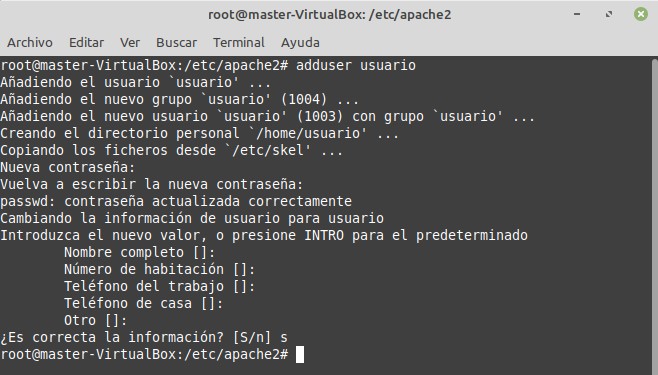 root@master-VirtualBox: /etc/apache2
Archivo Editar Ver Buscar Terminal Ayuda
root@master-VirtualBox:/etc/apache2# adduser usuario
Añadiendo el usuario `usuario' ...
Añadiendo el nuevo grupo `usuario' (1004) ...
Añadiendo el nuevo usuario `usuario' (1003) con grupo `usuario' ...
Creando el directorio personal `/home/usuario' ...
Copiando los ficheros desde `/etc/skel' ...
Nueva contraseña:
Vuelva a escribir la nueva contraseña:
passwd: contraseña actualizada correctamente
Cambiando la información de usuario para usuario
Introduzca el nuevo valor, o presione INTRO para el predeterminado
        Nombre completo []:
        Número de habitación []:
        Teléfono del trabajo []:
        Teléfono de casa []:
        Otro []:
¿Es correcta la información? [S/n] s
root@master-VirtualBox:/etc/apache2#